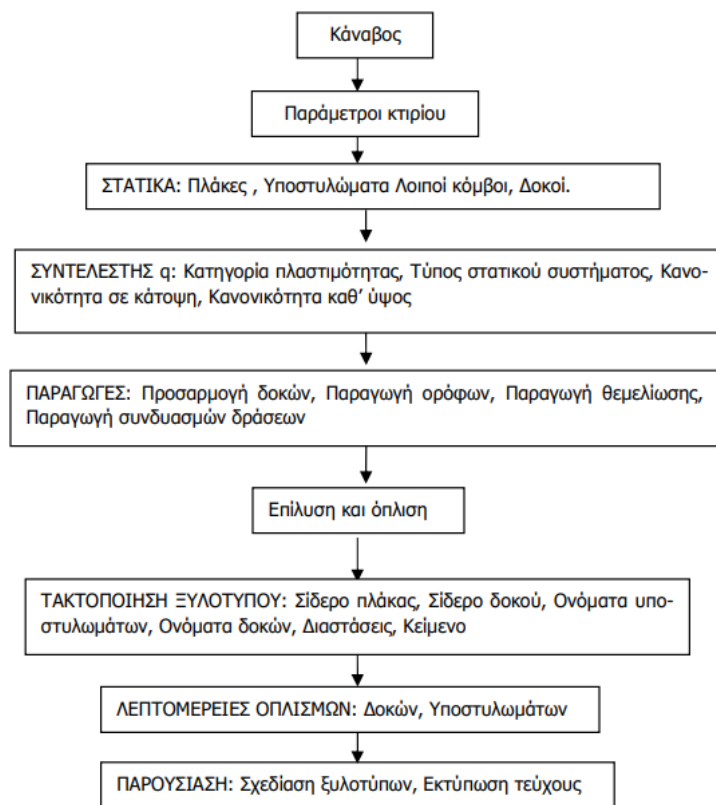 Κάναβος
Παράμετροι κτιρίου
ΣΤΑΤΙΚΑ: Πλάκες , Υποστυλώματα Λοιποί κόμβοι, Δοκοί.
ΣΥΝΤΕΛΕΣΤΗΣ q: Κατηγορία πλαστιμότητας, Τύπος στατικού συστήματος, Κανο-
νικότητα σε κάτοψη, Κανονικότητα καθ’ ύψος
ΠΑΡΑΓΩΓΕΣ: Προσαρμογή δοκών, Παραγωγή ορόφων, Παραγωγή θεμελίωσης,
Παραγωγή συνδυασμών δράσεων
Επίλυση και όπλιση
ΤΑΚΤΟΠΟΙΗΣΗ ΞΥΛΟΤΥΠΟΥ: Σίδερο πλάκας, Σίδερο δοκού, Ονόματα υπο-
στυλωμάτων, Ονόματα δοκών, Διαστάσεις, Κείμενο
ΛΕΠΤΟΜΕΡΕΙΕΣ ΟΠΛΙΣΜΩΝ: Δοκών, Υποστυλωμάτων
ΠΑΡΟΥΣΙΑΣΗ: Σχεδίαση ξυλοτύπων, Εκτύπωση τεύχους